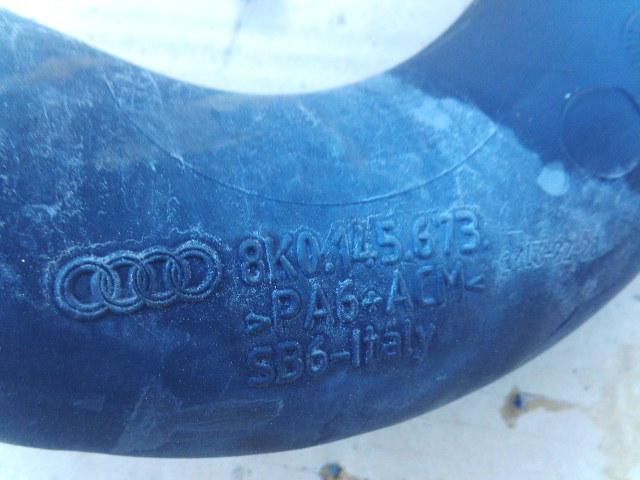 8K0.145.673.
>PA6+ACM<
SB6-Italy